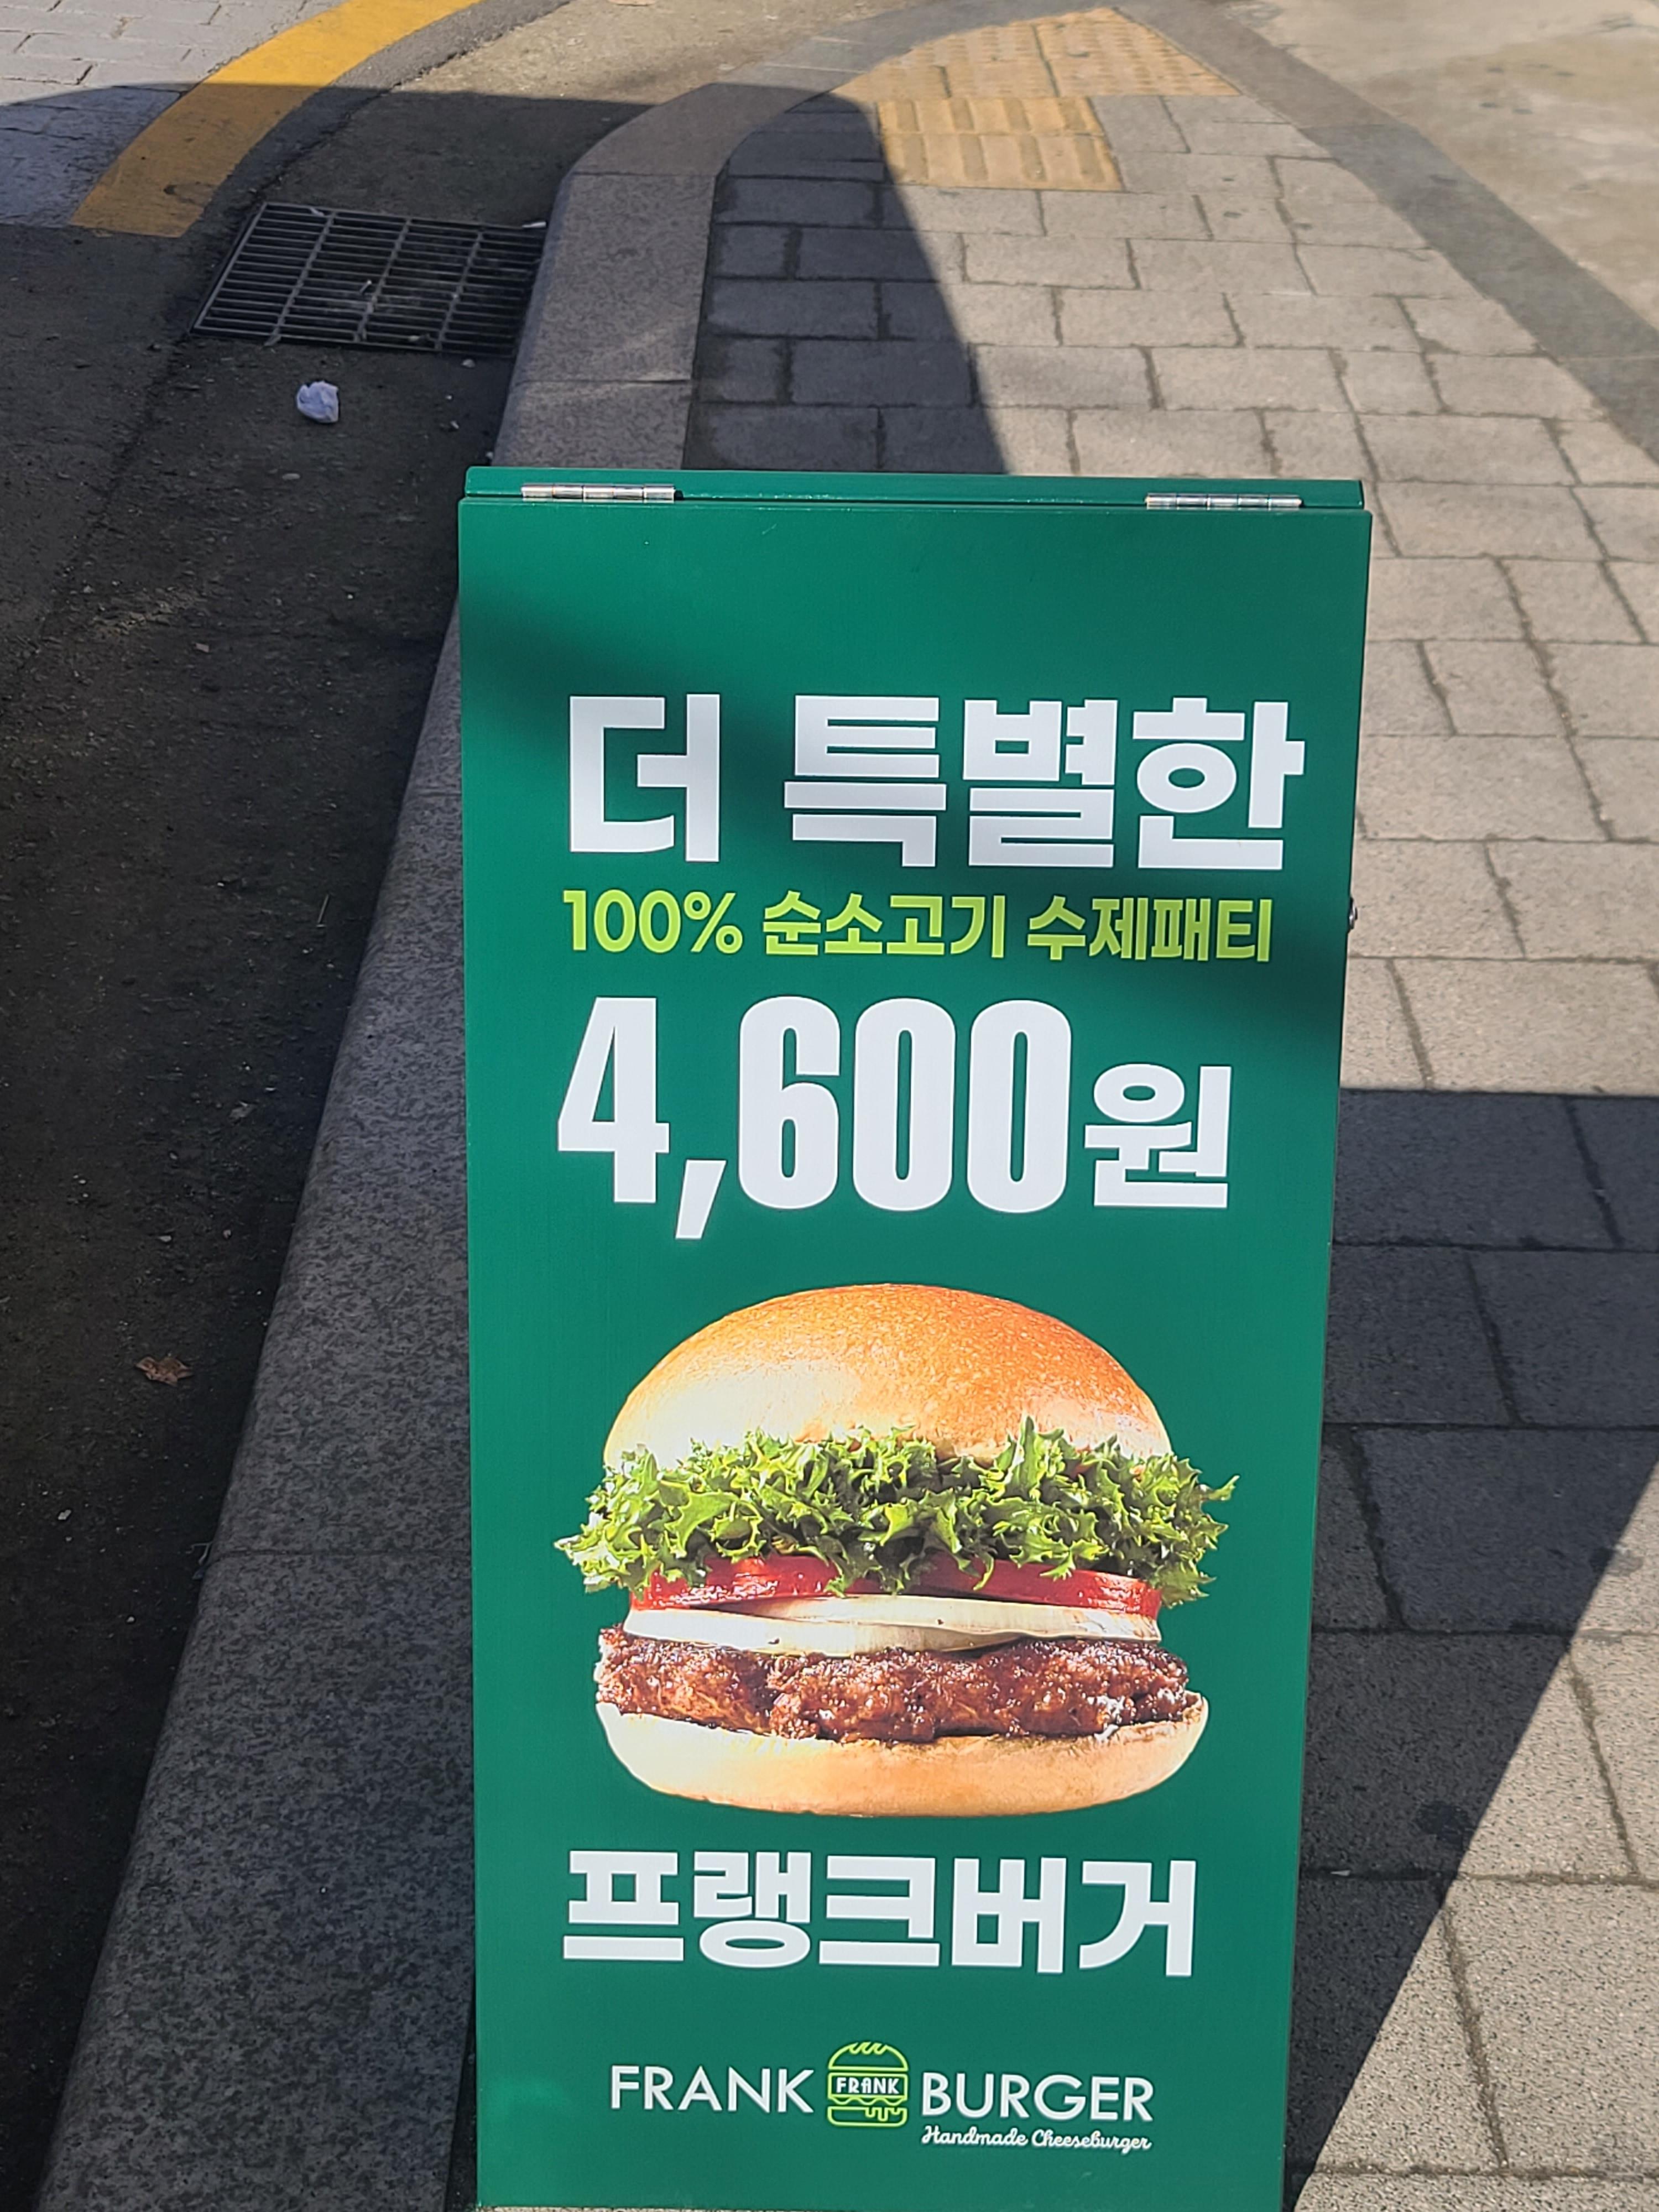 더 특별한
100% 순소고기 수제패티
4,600원
프랭크버거
FRANK FRANK BURGER
Handmade Cheeseburger